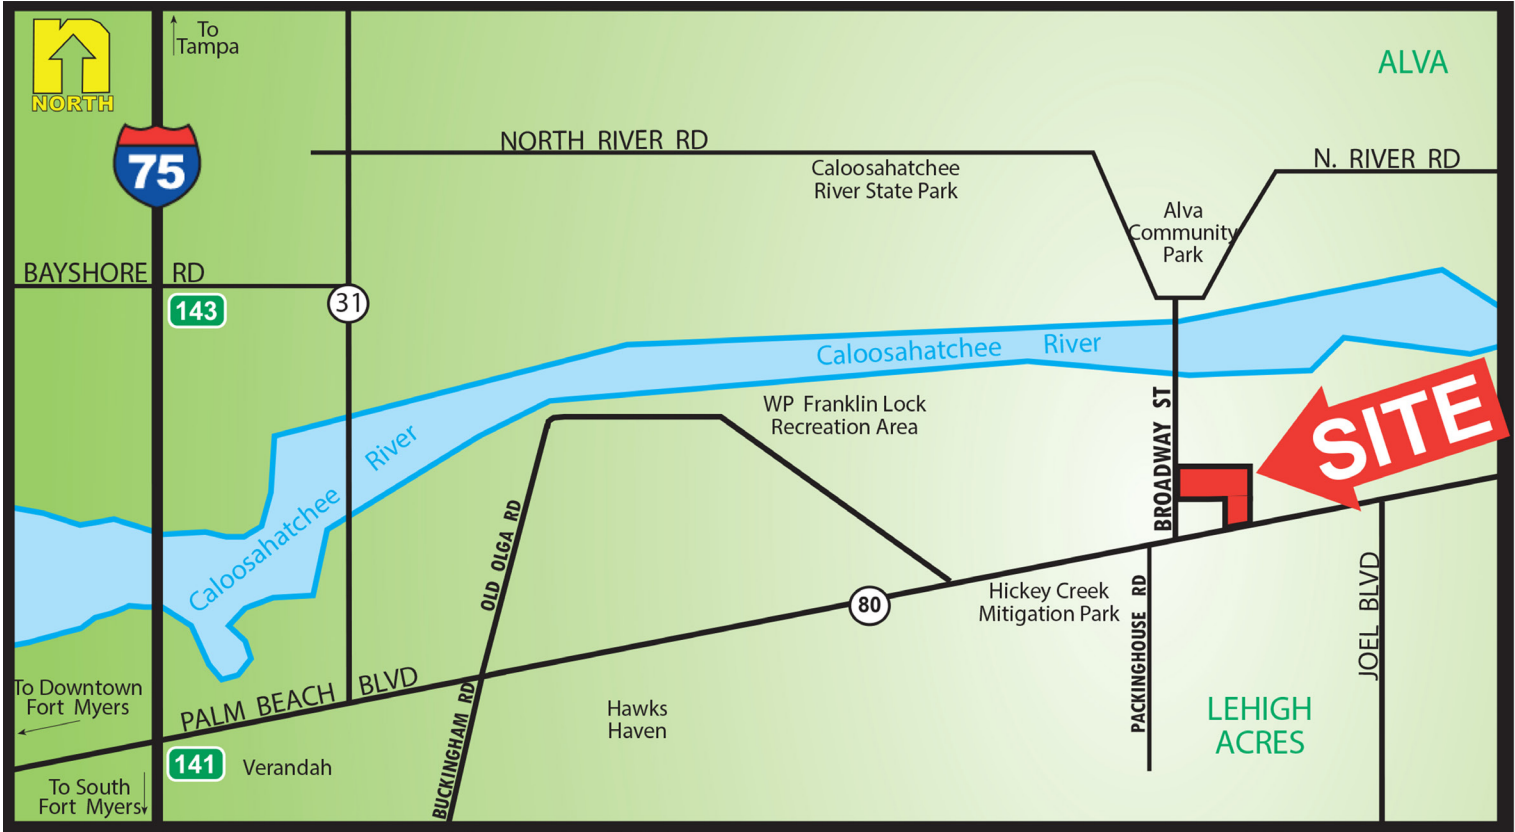 To
Tampa
NORTH
ALVA
75
NORTH RIVER RD
N. RIVER RD
Caloosahatchee
River State Park
Alva
Community
Park
BAYSHORE RD
143
31
Caloosahatchee River
SITE
BROADWAY ST
WP Franklin Lock
Recreation Area
Caloosahatchee River
OLD OLGA RD
80
Hickey Creek
Mitigation Park
PACKINGHOUSE RD
JOEL BLVD
To Downtown
Fort Myers
PALM BEACH BLVD
BUCKINGHAM RD
Hawks
Haven
LEHIGH
ACRES
141
Verandah
To South
Fort Myers